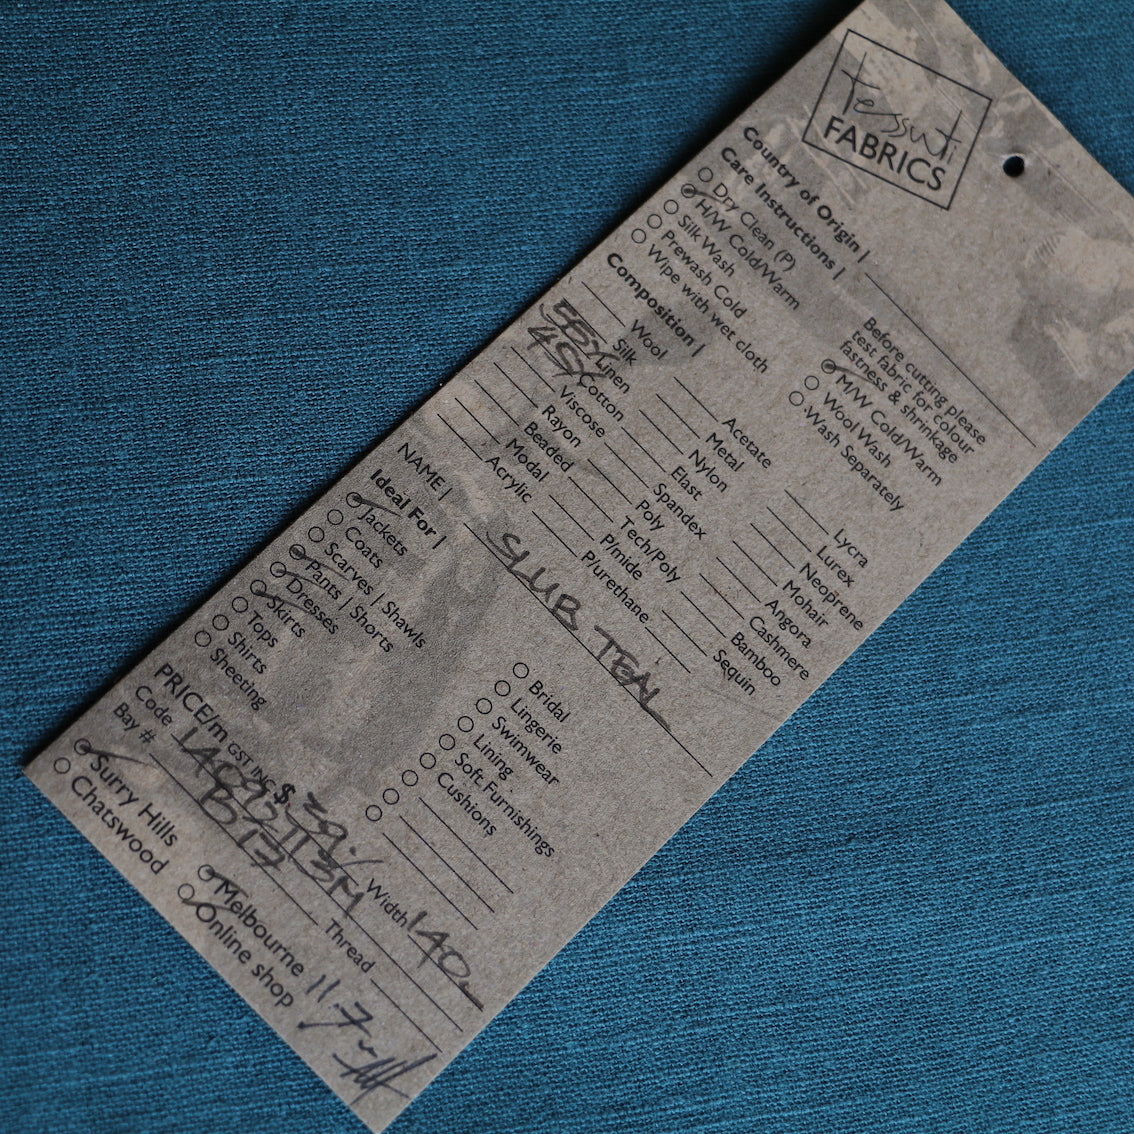 Tessuti
FABRICS
Country of Origin |
Care Instructions |
Dry Clean (P)
H/W Cold/Warm
Silk Wash
Prewash Cold
Wipe with wet cloth
Before cutting please
test fabric for colour
fastness & shrinkage
M/W Cold/Warm
Wool Wash
Wash Separately
Composition |
Wool
Silk
55% Linen
45% Cotton
Viscose
Rayon
Beaded
Modal
Acrylic
Acetate
Metal
Nylon
Elast
Spandex
Poly
Tech/Poly
P/mide
P/urethane
Lycra
Lurex
Neoprene
Mohair
Angora
Cashmere
Bamboo
Sequin
NAME | SLUB TEAL
Ideal For |
Jackets
Coats
Scarves | Shawls
Pants | Shorts
Dresses
Skirts
Tops
Shirts
Sheeting
Bridal
Lingerie
Swimwear
Lining
Soft Furnishings
Cushions
PRICE/m GST INC $ 39. Width 140
Code
Bay # D17 Thread
Surry Hills
Chatswood
Melbourne
Online shop